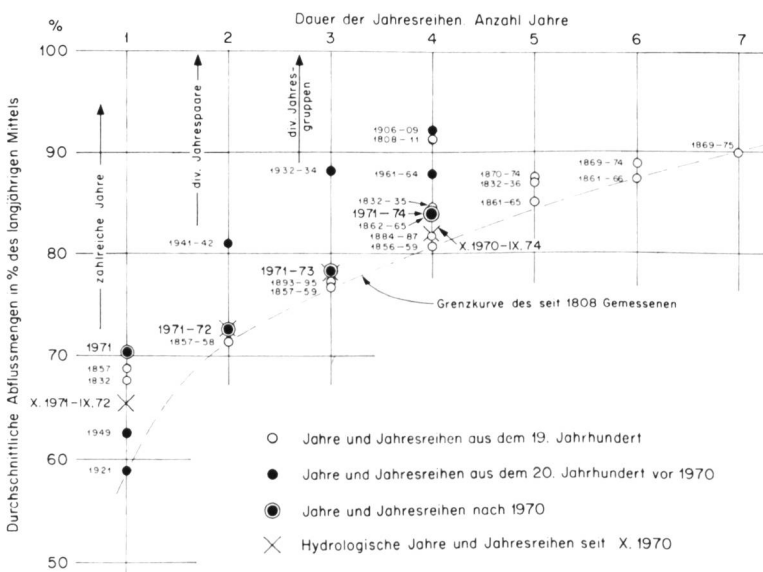 Dauer der Jahresreihen. Anzahl Jahre
%
1 2 3 4 5 6 7
100
90
80
70
60
50
Durchschnittliche Abflussmengen in % des langjährigen Mittels
zahlreiche Jahre
div. Jahrespaare
div. Jahres-
gruppen
1906-09
1808-11
1932-34
1961-64
1870-74
1832-36
1869-74
1861-66
1869-75
1832-35
1971-74
1862-65
1884-87
1856-59
1861-65
X.1970-IX.74
1941-42
1971-73
1893-95
1857-59
Grenzkurve des seit 1808 Gemessenen
1971-72
1857-58
1971
1857
1832
X.1971-IX.72
1949
1921
Jahre und Jahresreihen aus dem 19. Jahrhundert
Jahre und Jahresreihen aus dem 20. Jahrhundert vor 1970
Jahre und Jahresreihen nach 1970
Hydrologische Jahre und Jahresreihen seit X. 1970